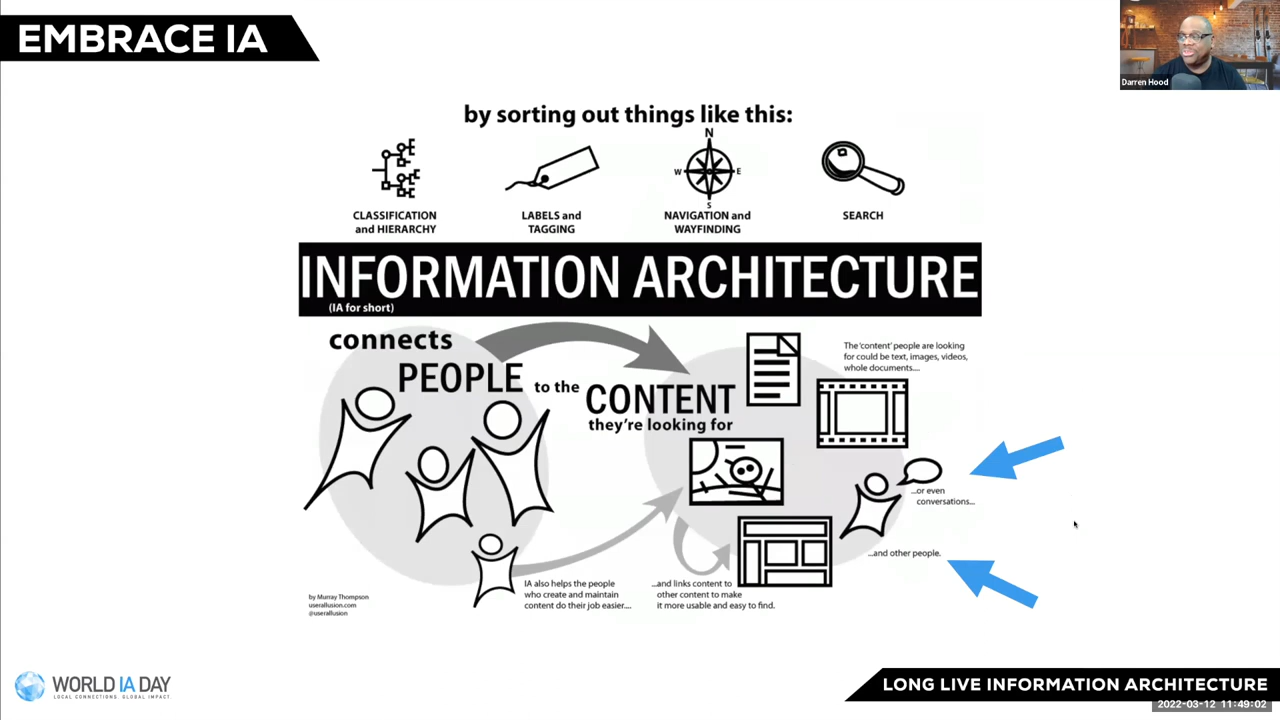 EMBRACE IA
Darren Hood
by sorting out things like this:
N
W
E
S
CLASSIFICATION
and HIERARCHY
LABELS and
TAGGING
NAVIGATION and
WAYFINDING
SEARCH
INFORMATION ARCHITECTURE
(IA for short)
connects
PEOPLE to the CONTENT
they're looking for
The 'content' people are looking
for could be text, images, videos,
whole documents....
...or even
conversations...
...and other people.
IA also helps the people
who create and maintain
content do their job easier....
...and links content to
other content to make
it more usable and easy to find.
by Murray Thompson
userallusion.com
@userallusion
WORLD IA DAY
LOCAL CONNECTIONS. GLOBAL IMPACT.
LONG LIVE INFORMATION ARCHITECTURE
2022-03-12 11:49:02